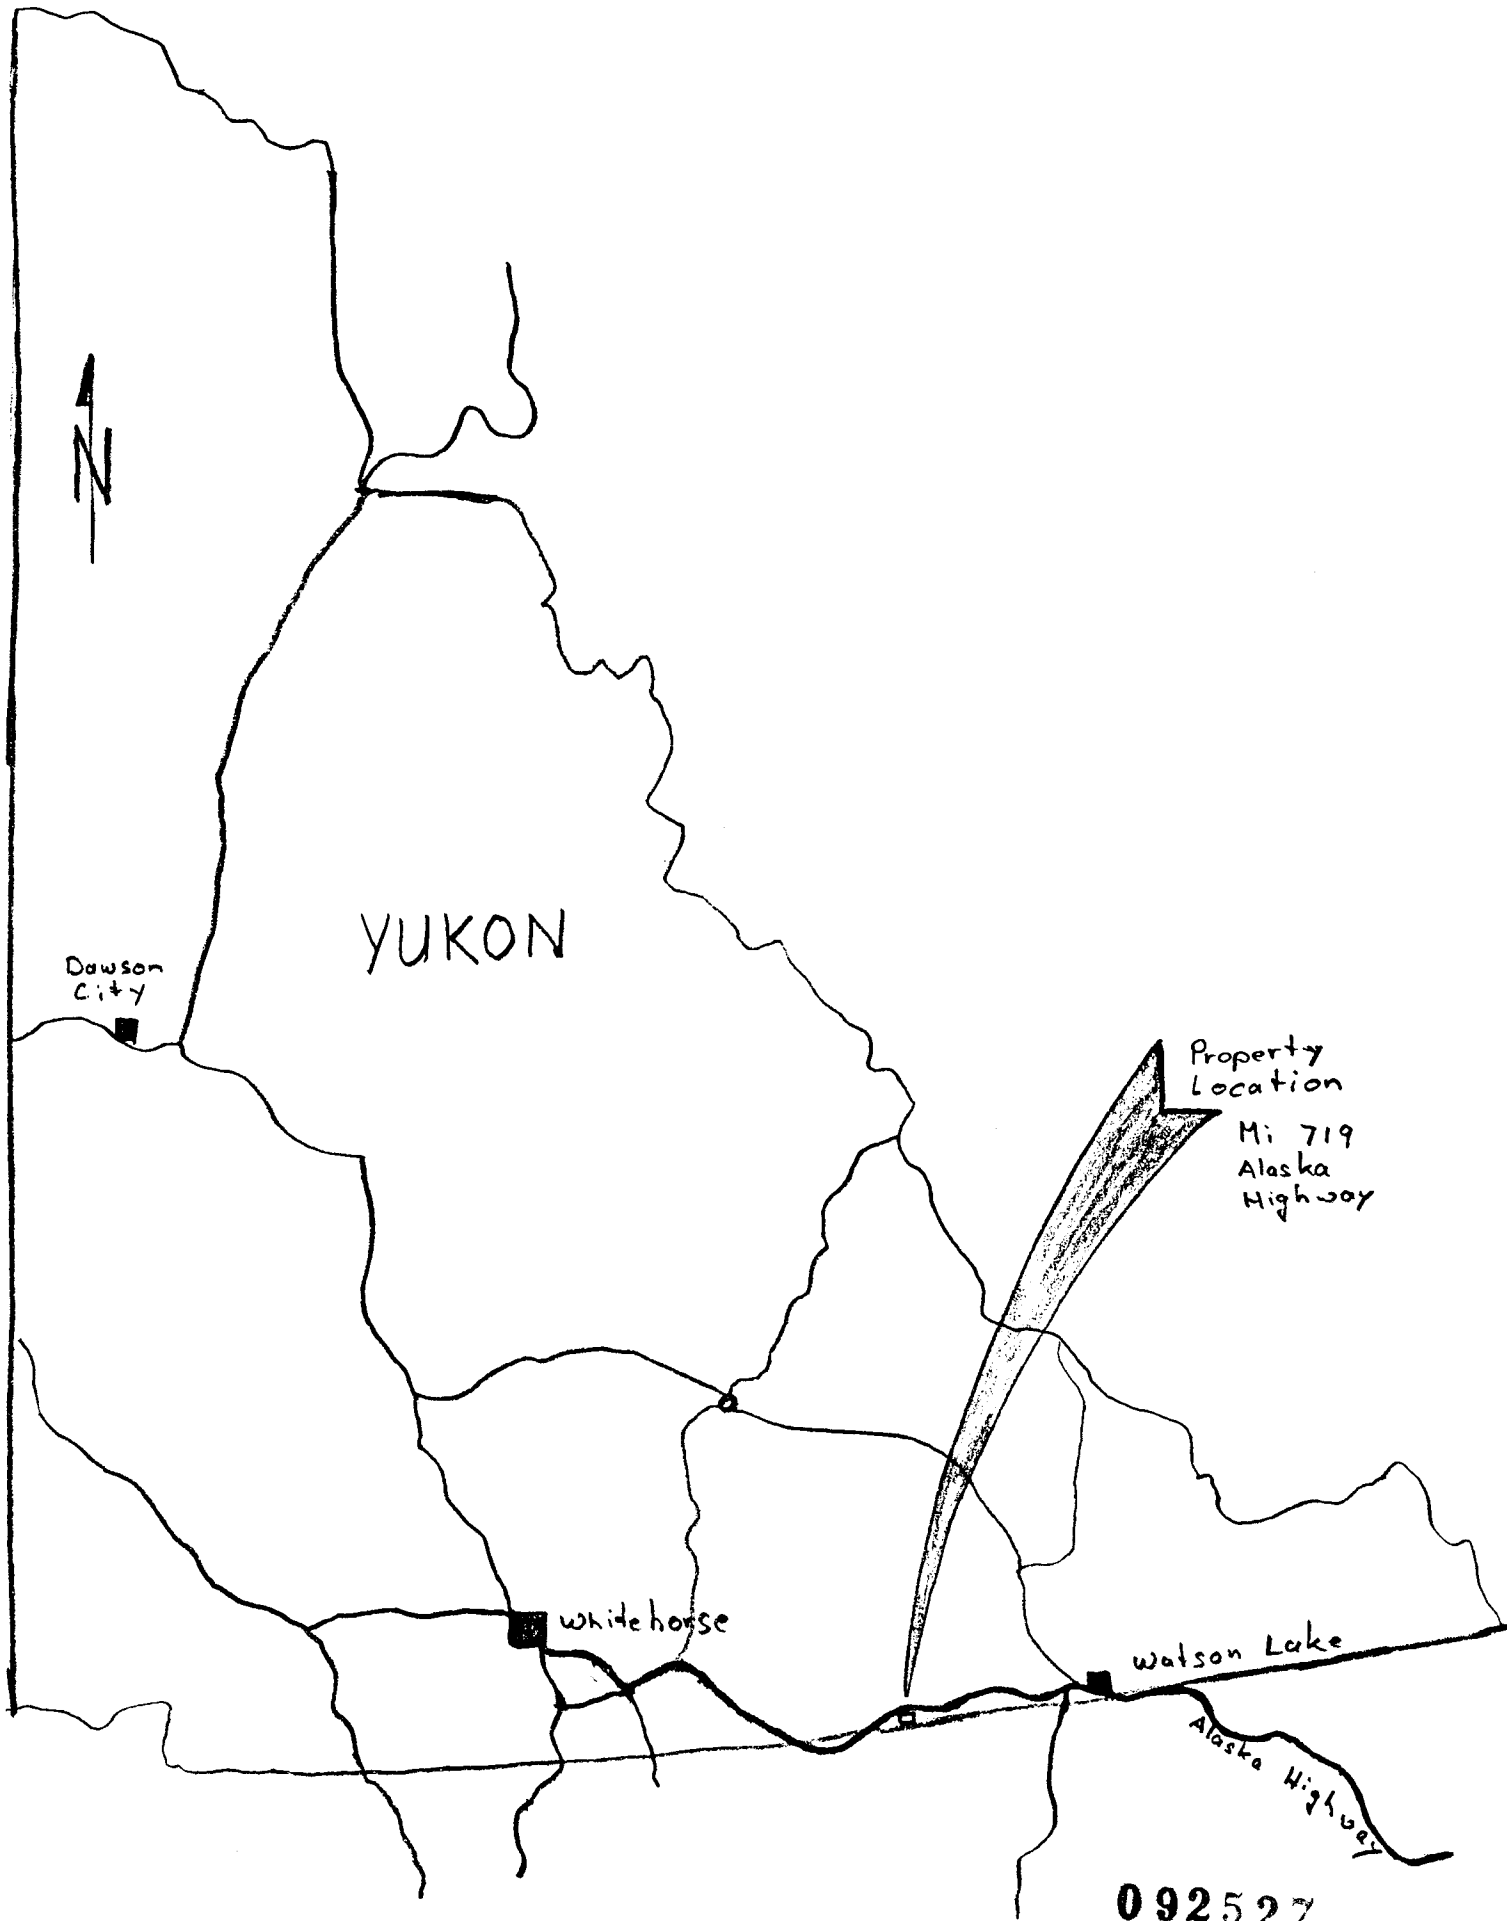 N
YUKON
Dawson
City
Property
Location
Mi 719
Alaska
Highway
Whitehorse
Watson Lake
Alaska Highway
092527